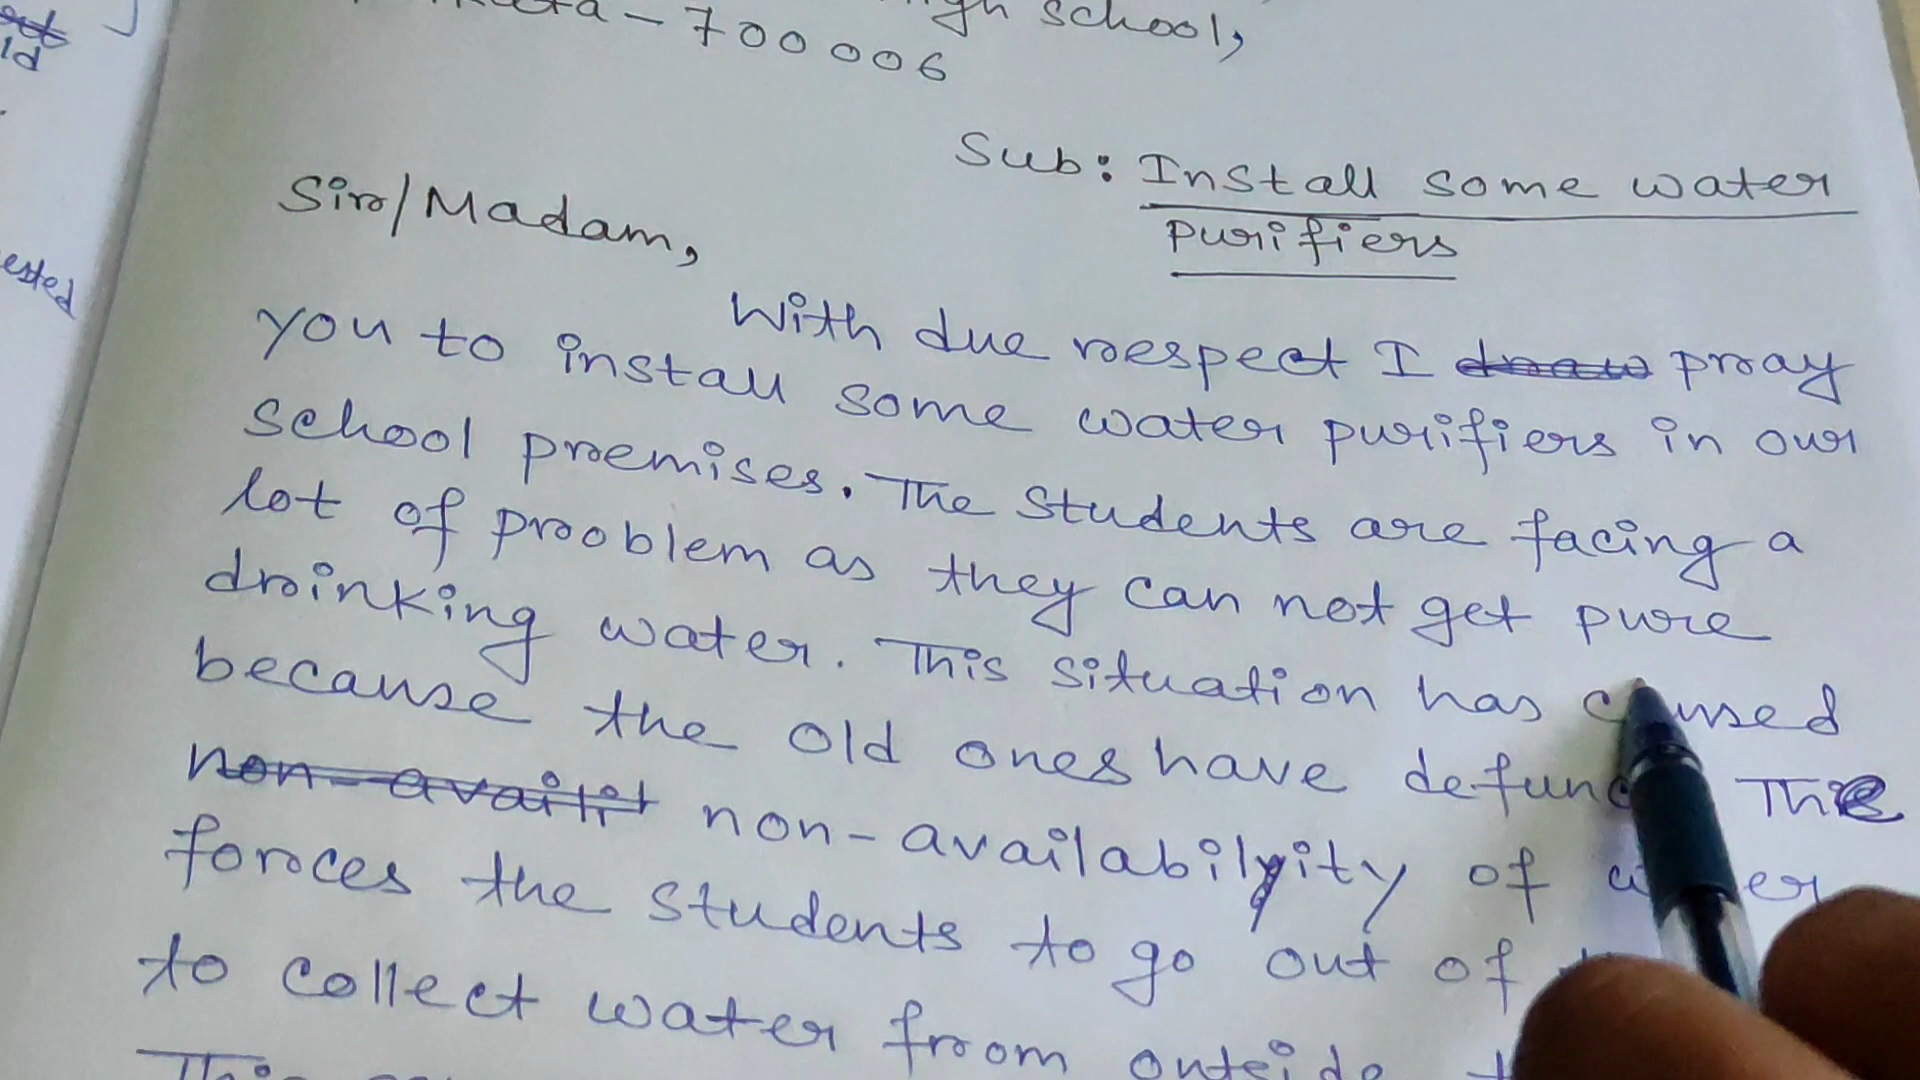 school,
700006
Sub: Install some water
purifiers
Sir/Madam,
With due respect I pray
you to install some water purifiers in our
school premises. The students are facing a
lot of problem as they can not get pure
drinking water. This situation has
because the old ones have
non-availability of
forces the students to go out of
to collect water from outside
ested
ld